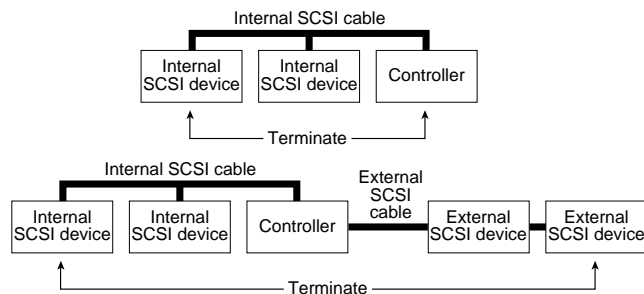 Internal SCSI cable
Internal
SCSI device
Internal
SCSI device
Controller
Terminate
Internal SCSI cable
External
SCSI
cable
Internal
SCSI device
Internal
SCSI device
Controller
External
SCSI device
External
SCSI device
Terminate